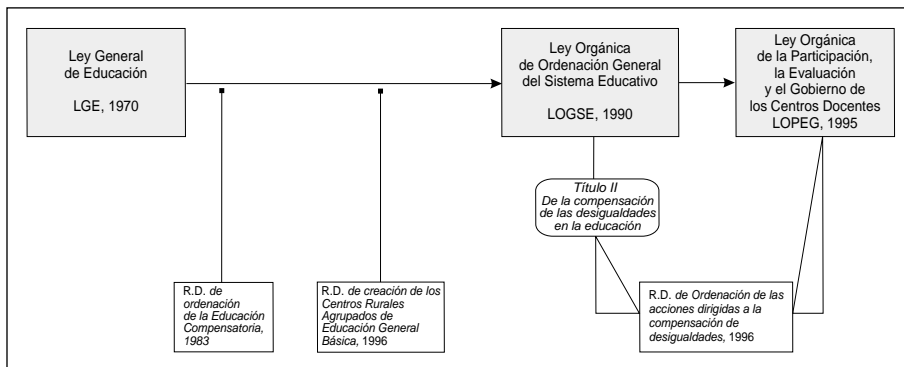 Ley General
de Educación
LGE, 1970
Ley Orgánica
de Ordenación General
del Sistema Educativo
LOGSE, 1990
Ley Orgánica
de la Participación,
la Evaluación
y el Gobierno de
los Centros Docentes
LOPEG, 1995
Título II
De la compensación
de las desigualdades
en la educación
R.D. de
ordenación
de la Educación
Compensatoria,
1983
R.D. de creación de los
Centros Rurales
Agrupados de
Educación General
Básica, 1996
R.D. de Ordenación de las
acciones dirigidas a la
compensación de
desigualdades, 1996